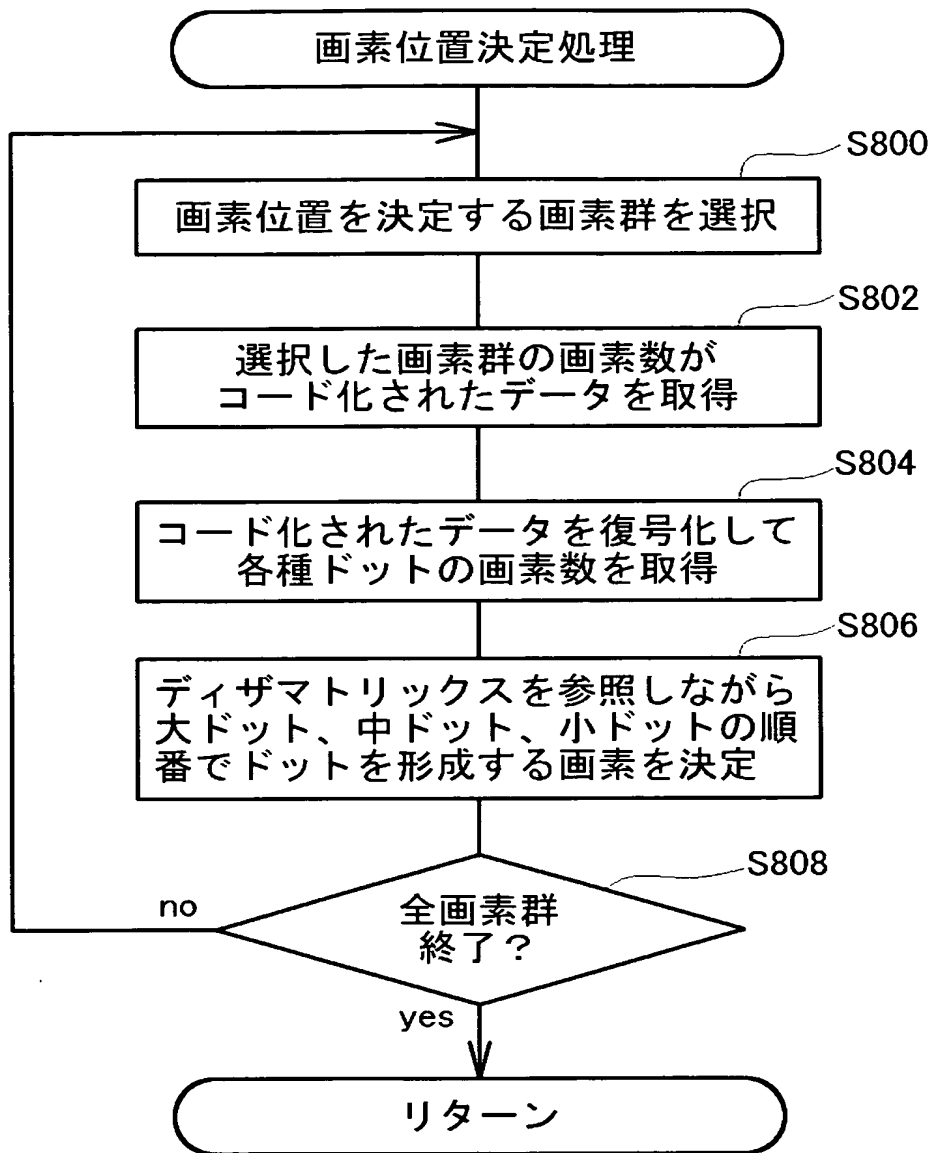 画素位置決定処理
S800
画素位置を決定する画素群を選択
S802
選択した画素群の画素数が
コード化されたデータを取得
S804
コード化されたデータを復号化して
各種ドットの画素数を取得
S806
ディザマトリックスを参照しながら
大ドット、中ドット、小ドットの順
番でドットを形成する画素を決定
S808
全画素群
終了?
no
yes
リターン